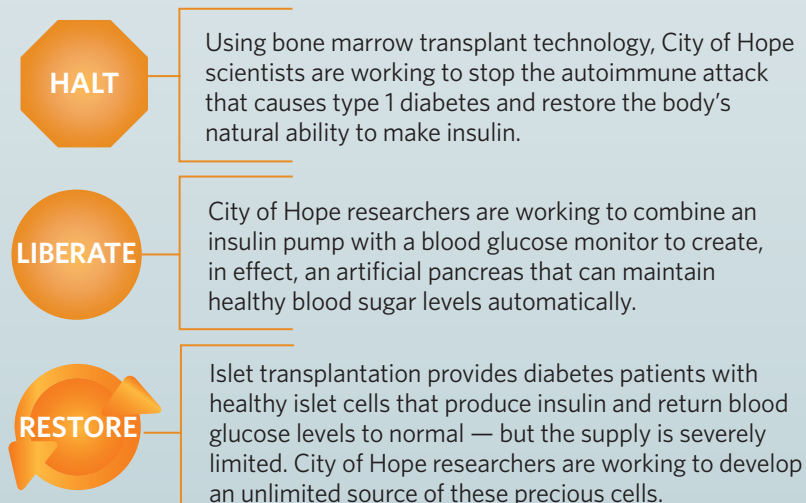 HALT
Using bone marrow transplant technology, City of Hope
scientists are working to stop the autoimmune attack
that causes type 1 diabetes and restore the body’s
natural ability to make insulin.
LIBERATE
City of Hope researchers are working to combine an
insulin pump with a blood glucose monitor to create,
in effect, an artificial pancreas that can maintain
healthy blood sugar levels automatically.
RESTORE
Islet transplantation provides diabetes patients with
healthy islet cells that produce insulin and return blood
glucose levels to normal — but the supply is severely
limited. City of Hope researchers are working to develop
an unlimited source of these precious cells.